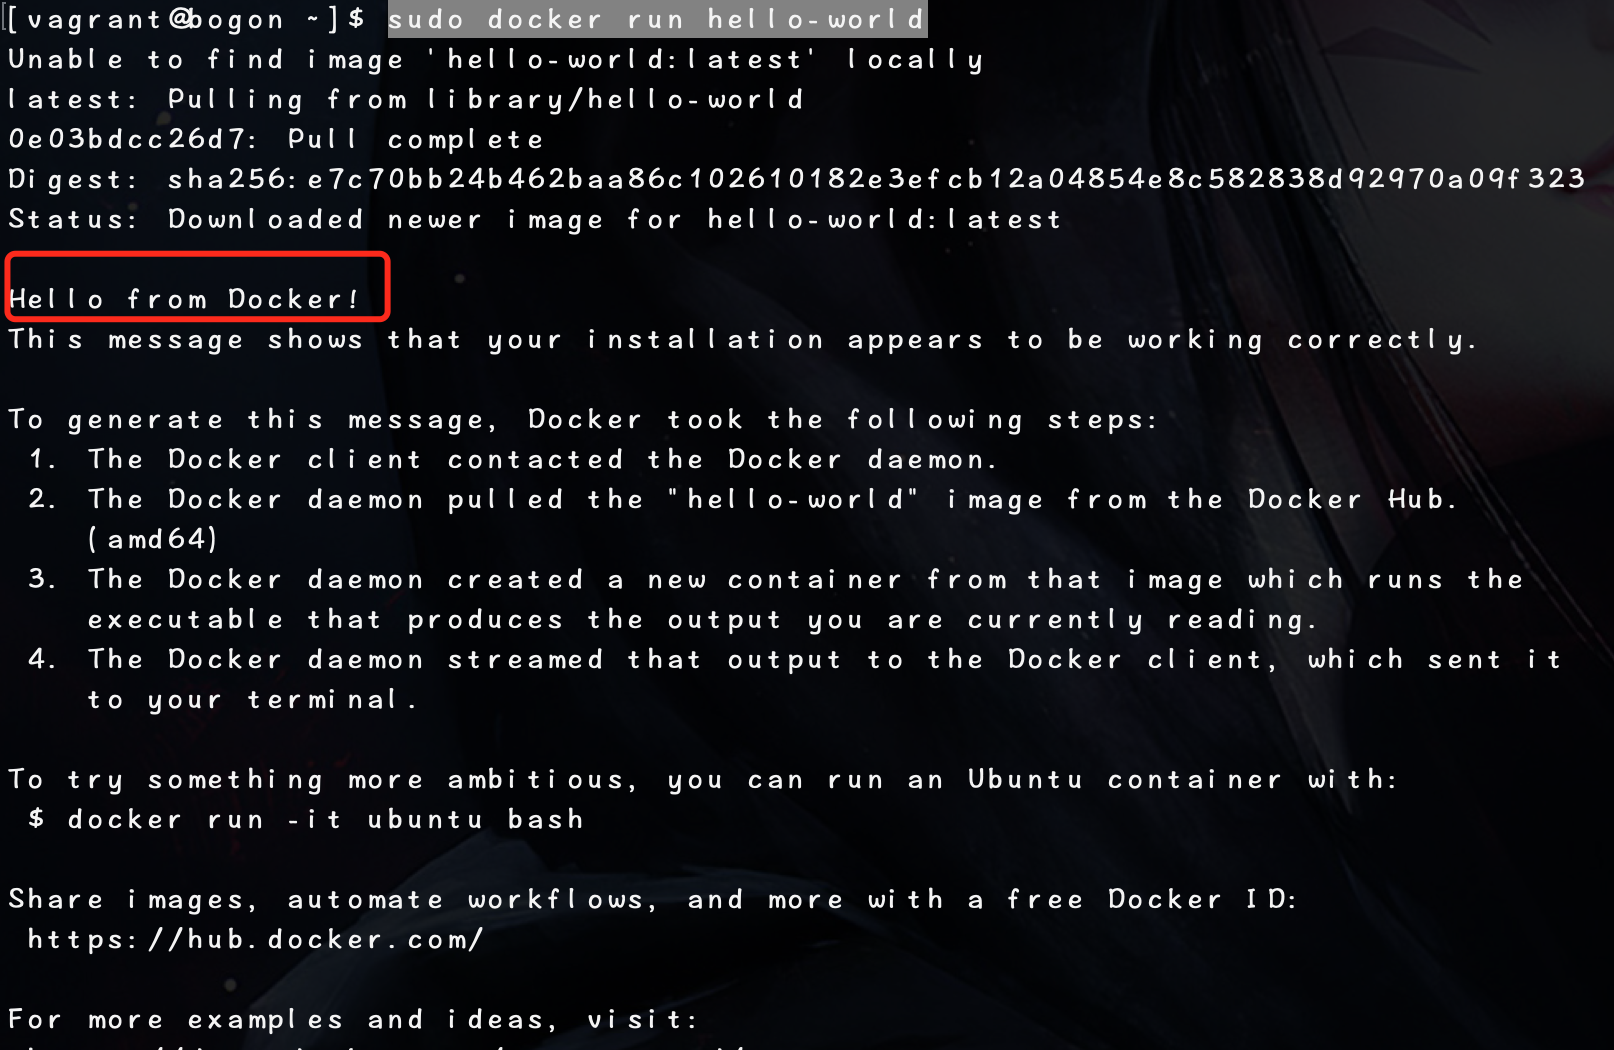 [vagrant@bogon ~]$ sudo docker run hello-world
Unable to find image 'hello-world:latest' locally
latest: Pulling from library/hello-world
0e03bdcc26d7: Pull complete
Digest: sha256:e7c70bb24b462baa86c102610182e3efcb12a04854e8c582838d92970a09f323
Status: Downloaded newer image for hello-world:latest
Hello from Docker!
This message shows that your installation appears to be working correctly.
To generate this message, Docker took the following steps:
1. The Docker client contacted the Docker daemon.
2. The Docker daemon pulled the "hello-world" image from the Docker Hub.
(amd64)
3. The Docker daemon created a new container from that image which runs the
executable that produces the output you are currently reading.
4. The Docker daemon streamed that output to the Docker client, which sent it
to your terminal.
To try something more ambitious, you can run an Ubuntu container with:
$ docker run -it ubuntu bash
Share images, automate workflows, and more with a free Docker ID:
https://hub.docker.com/
For more examples and ideas, visit: